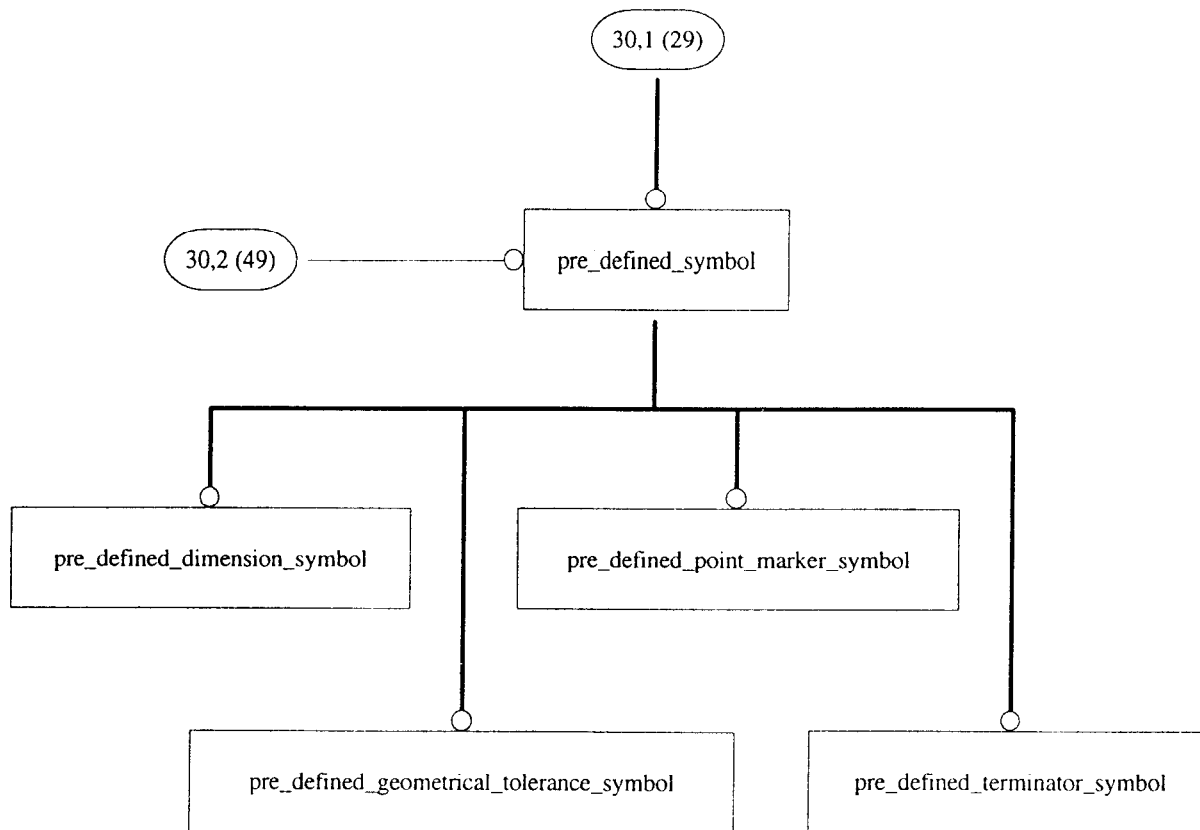 30,1 (29)
30,2 (49)
pre_defined_symbol
pre_defined_dimension_symbol
pre_defined_point_marker_symbol
pre_defined_geometrical_tolerance_symbol
pre_defined_terminator_symbol